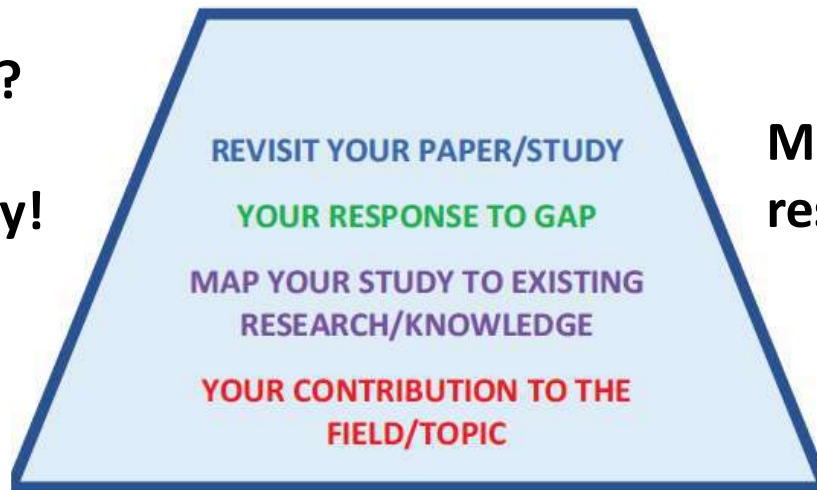 ?
y!
REVISIT YOUR PAPER/STUDY
YOUR RESPONSE TO GAP
MAP YOUR STUDY TO EXISTING
RESEARCH/KNOWLEDGE
YOUR CONTRIBUTION TO THE
FIELD/TOPIC
M
res